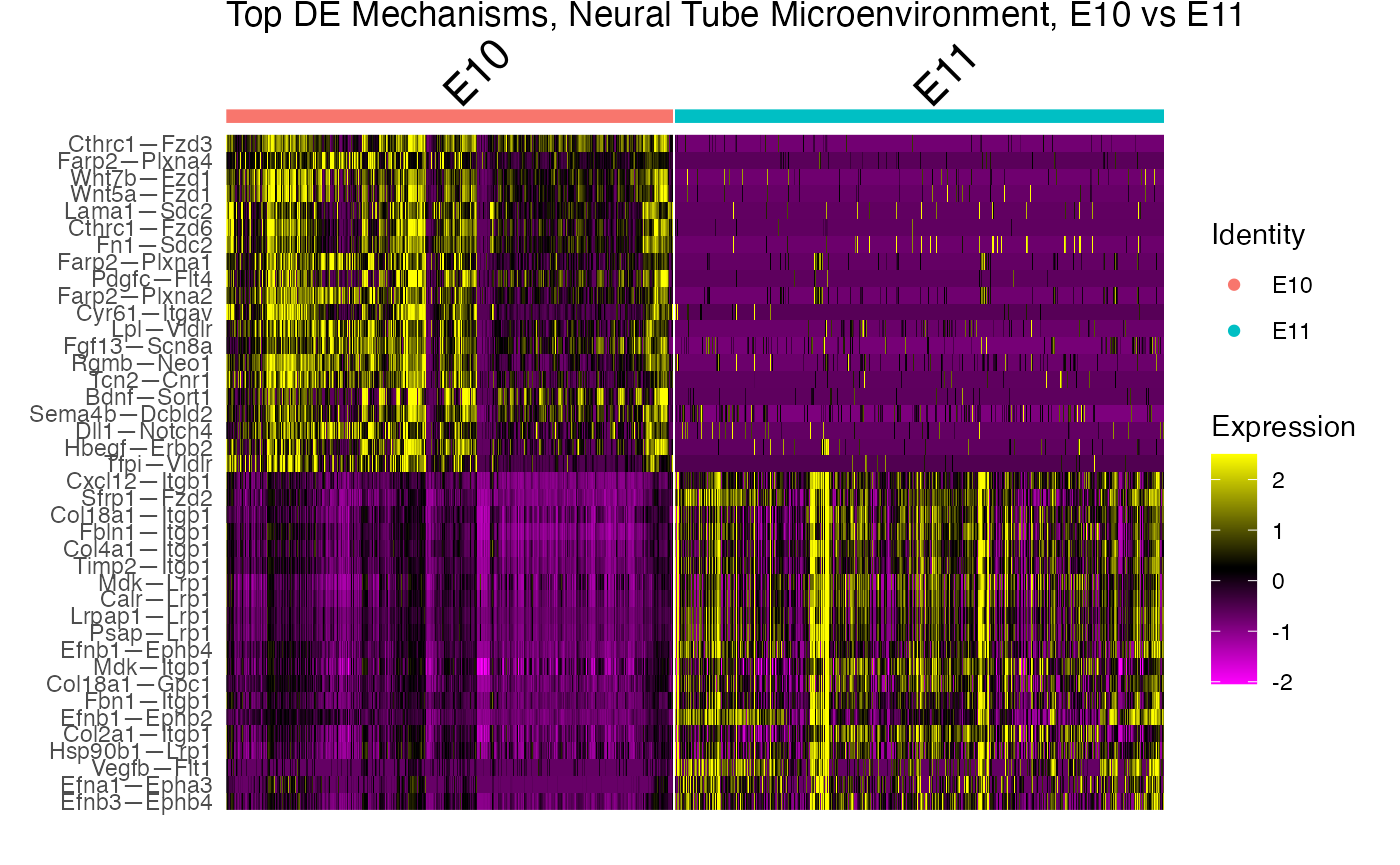 Top DE Mechanisms, Neural Tube Microenvironment, E10 vs E11
E10
E11
Cthrc1—Fzd3
Farp2—Plxna4
Wnt7b—Fzd1
Wnt5a—Fzd1
Lama1—Sdc2
Cthrc1—Fzd6
Fn1—Sdc2
Farp2—Plxna1
Pdgfc—Flt4
Farp2—Plxna2
Cyr61—Itgav
Lpl—Vldlr
Fgf13—Scn8a
Rgmb—Neo1
Tcn2—Cnr1
Bdnf—Sort1
Sema4b—Dcbld2
Dll1—Notch4
Hbegf—Erbb2
Tfpi—Vldlr
Cxcl12—Itgb1
Sfrp1—Fzd2
Col18a1—Itgb1
Fbln1—Itgb1
Col4a1—Itgb1
Timp2—Itgb1
Mdk—Lrp1
Calr—Lrp1
Lrpap1—Lrp1
Psap—Lrp1
Efnb1—Ephb4
Mdk—Itgb1
Col18a1—Gpc1
Fbn1—Itgb1
Efnb1—Ephb2
Col2a1—Itgb1
Hsp90b1—Lrp1
Vegfb—Flt1
Efna1—Epha3
Efnb3—Ephb4
Identity
E10
E11
Expression
2
1
0
-1
-2